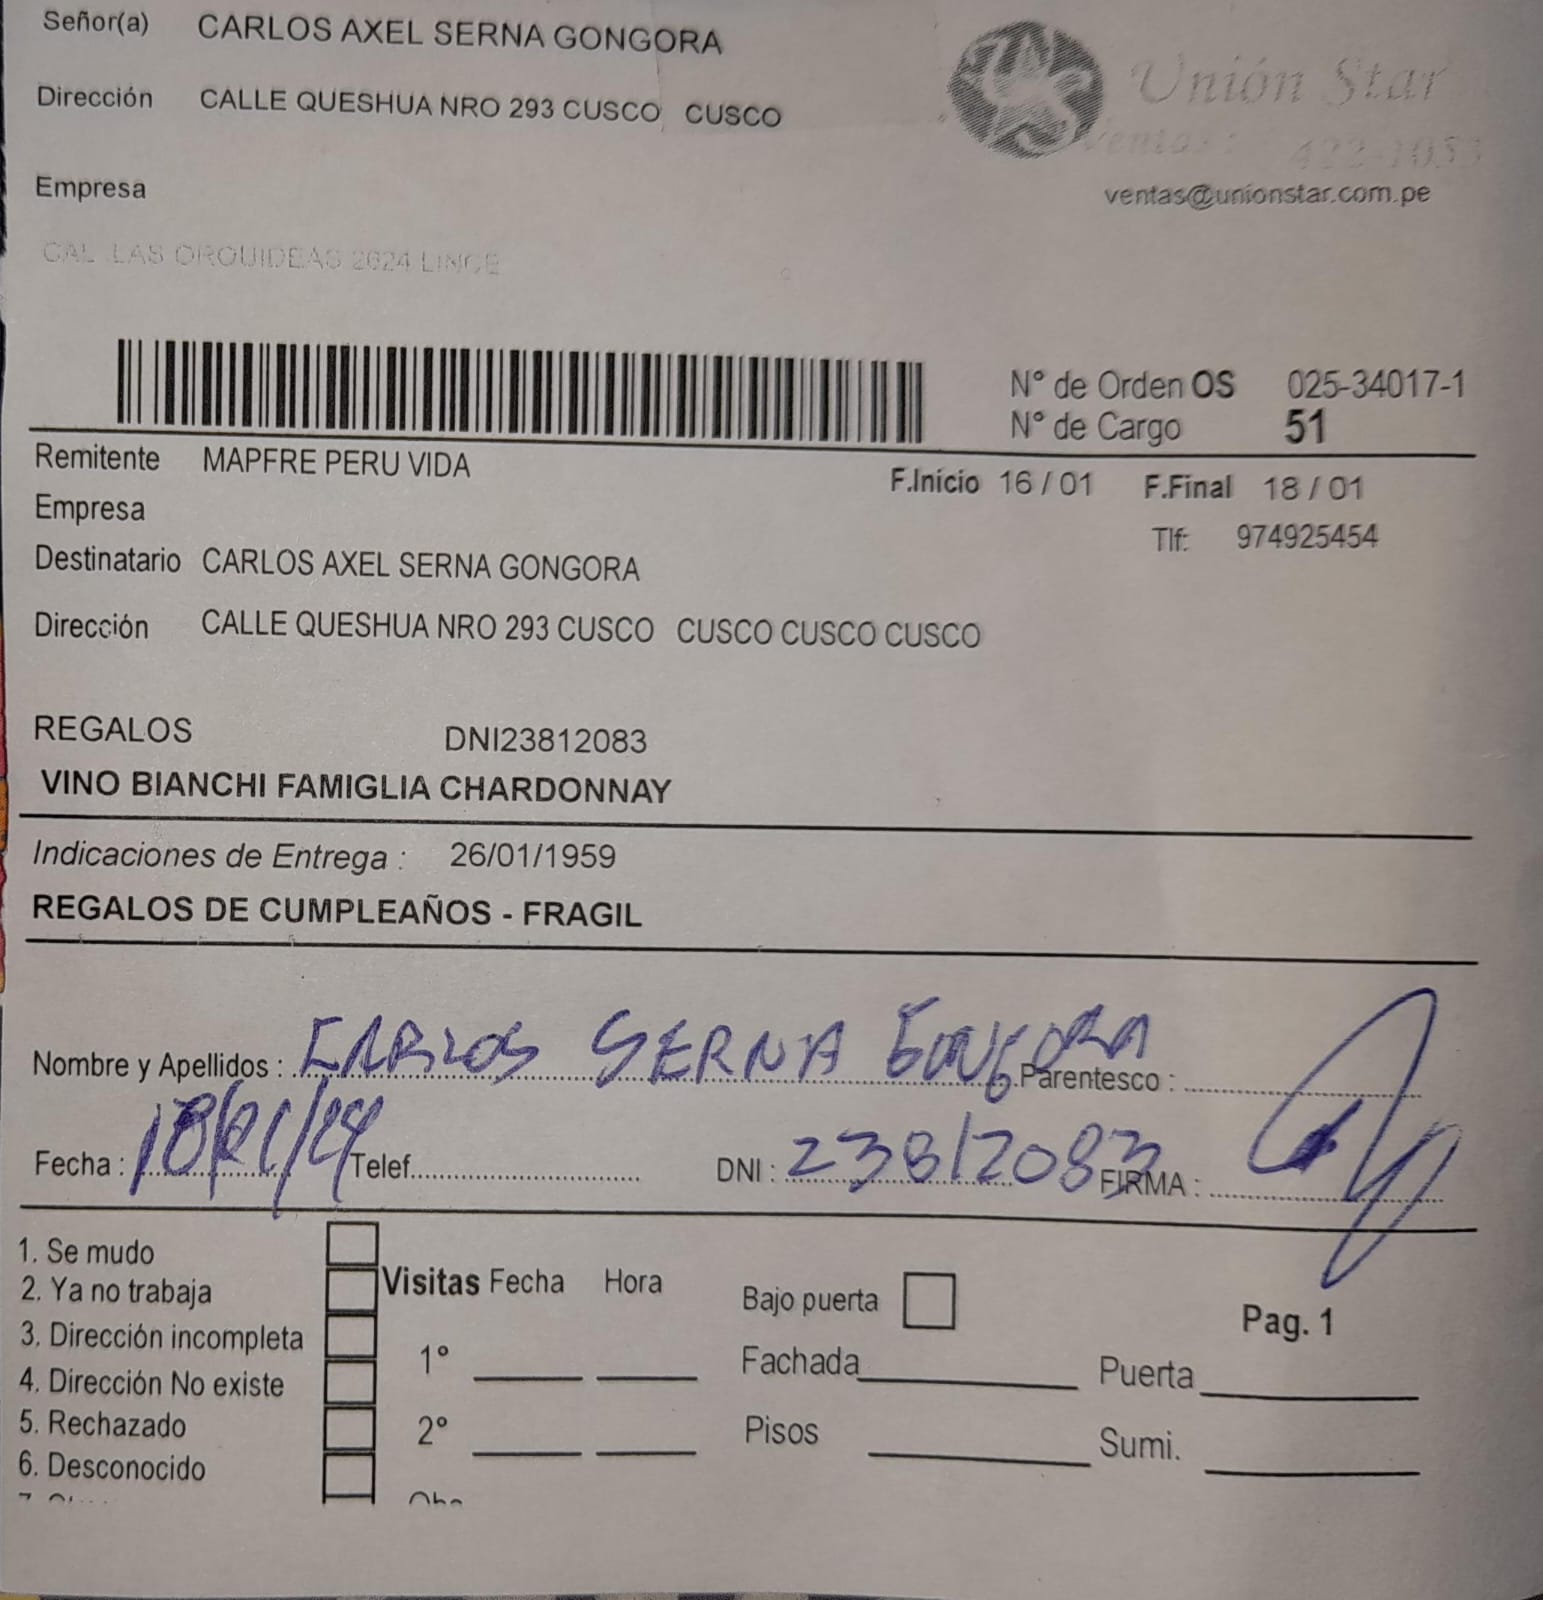 Señor(a) CARLOS AXEL SERNA GONGORA
Unión Star
Dirección CALLE QUESHUA NRO 293 CUSCO CUSCO
Ventas : 422-1053
Empresa
ventas@unionstar.com.pe
CAL LAS ORQUIDEAS 2624 LINCE
N° de Orden OS 025-34017-1
N° de Cargo 51
Remitente MAPFRE PERU VIDA
F.Inicio 16 / 01 F.Final 18 / 01
Empresa
Tlf: 974925454
Destinatario CARLOS AXEL SERNA GONGORA
Dirección CALLE QUESHUA NRO 293 CUSCO CUSCO CUSCO CUSCO
REGALOS DNI23812083
VINO BIANCHI FAMIGLIA CHARDONNAY
Indicaciones de Entrega : 26/01/1959
REGALOS DE CUMPLEAÑOS - FRAGIL
Nombre y Apellidos : CARLOS SERNA GONGORA Parentesco :
Fecha : 18/01/24 Telef. DNI : 23812083 FIRMA :
1. Se mudo
2. Ya no trabaja
3. Dirección incompleta
4. Dirección No existe
5. Rechazado
6. Desconocido
Visitas Fecha Hora
1°
2°
Bajo puerta
Pag. 1
Fachada Puerta
Pisos Sumi.